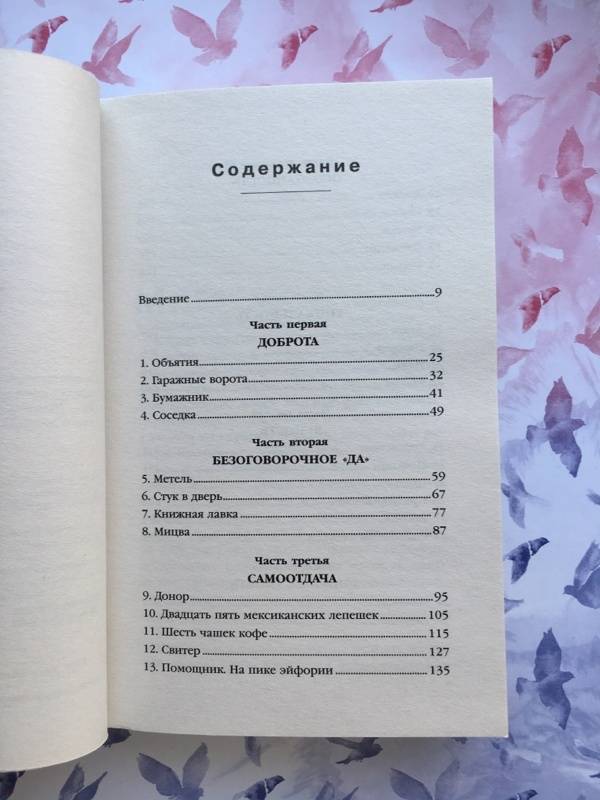 Содержание
Введение 9
Часть первая
ДОБРОТА
1. Объятия 25
2. Гаражные ворота 32
3. Бумажник 41
4. Соседка 49
Часть вторая
БЕЗОГОВОРОЧНОЕ «ДА»
5. Метель 59
6. Стук в дверь 67
7. Книжная лавка 77
8. Мицва 87
Часть третья
САМООТДАЧА
9. Донор 95
10. Двадцать пять мексиканских лепешек 105
11. Шесть чашек кофе 115
12. Свитер 127
13. Помощник. На пике эйфории 135